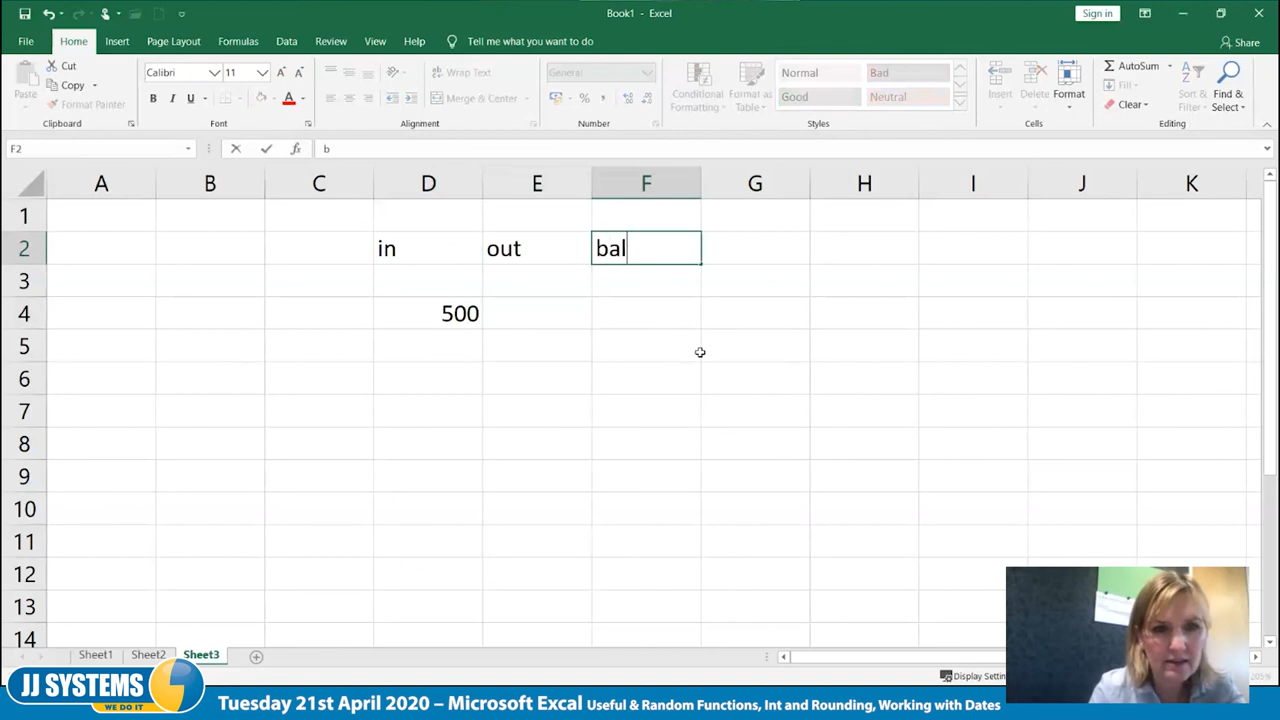 Book1 - Excel
Sign in
File Home Insert Page Layout Formulas Data Review View Help Tell me what you want to do Share
Paste
Cut
Copy
Format Painter
Clipboard
Calibri 11
B I U
Font
Wrap Text
Merge & Center
Alignment
General
%
Number
Conditional Formatting
Format as Table
Normal Bad
Good Neutral
Styles
Insert Delete Format
Cells
AutoSum
Fill
Clear
Sort & Filter
Find & Select
Editing
F2 fx b
A B C D E F G H I J K
1
2 in out bal
3
4 500
5
6
7
8
9
10
11
12
13
14
Sheet1 Sheet2 Sheet3
Display Setti
205%
JJ SYSTEMS
WE DO IT
Tuesday 21st April 2020 – Microsoft Excal Useful & Random Functions, Int and Rounding, Working with Dates